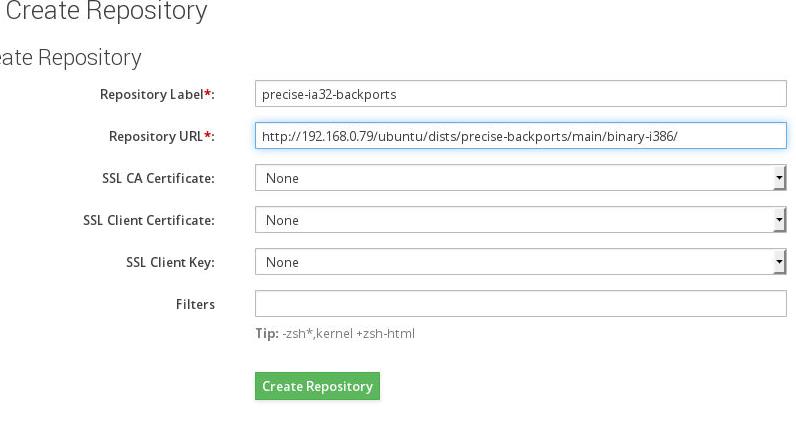 Create Repository
eate Repository
Repository Label*: precise-ia32-backports
Repository URL*: http://192.168.0.79/ubuntu/dists/precise-backports/main/binary-i386/
SSL CA Certificate: None
SSL Client Certificate: None
SSL Client Key: None
Filters
Tip: -zsh*,kernel +zsh-html
Create Repository